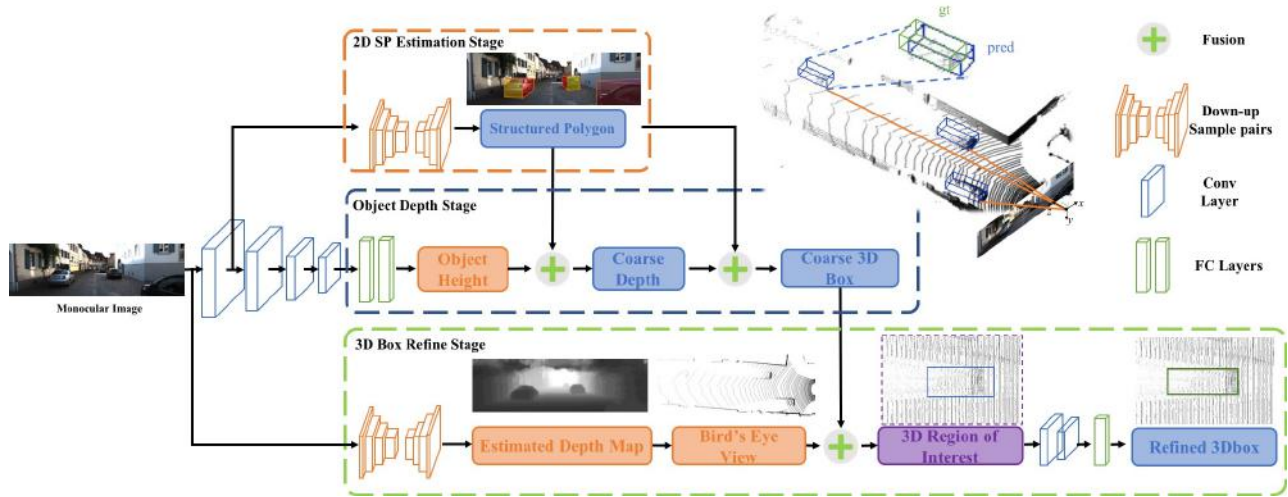 2D SP Estimation Stage
Structured Polygon
gt
pred
x
z
y
Fusion
Down-up
Sample pairs
Conv
Layer
FC Layers
Object Depth Stage
Monocular Image
Object
Height
Coarse
Depth
Coarse 3D
Box
3D Box Refine Stage
Estimated Depth Map
Bird's Eye
View
3D Region of
Interest
Refined 3Dbox